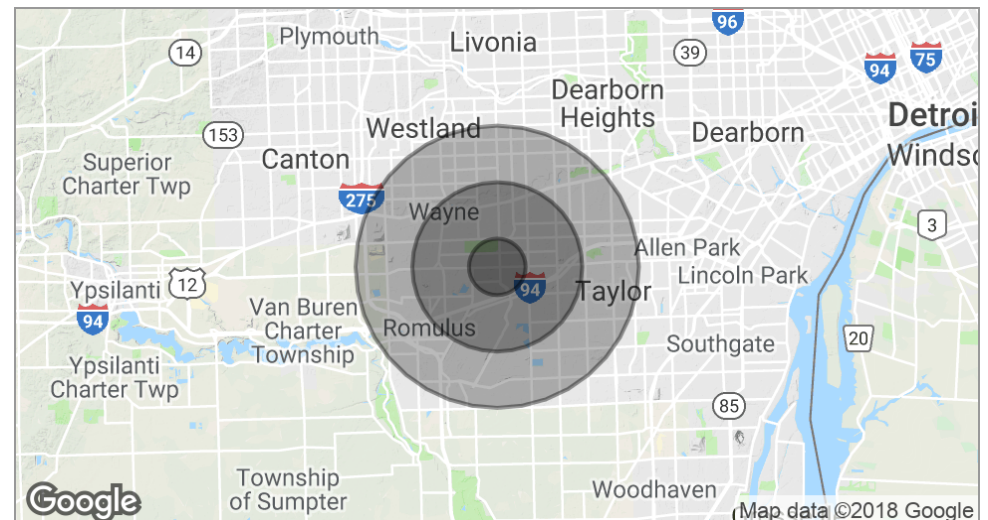 96
Plymouth
Livonia
14
39
75
94
Dearborn
Heights
Detroi
Westland
153
Dearborn
Canton
Windso
Superior
Charter Twp
275
Wayne
3
Allen Park
Lincoln Park
12
Ypsilanti
94
Taylor
94
Van Buren
Charter
Township
Romulus
20
Southgate
Ypsilanti
Charter Twp
85
Township
of Sumpter
Woodhaven
Google
Map data ©2018 Google